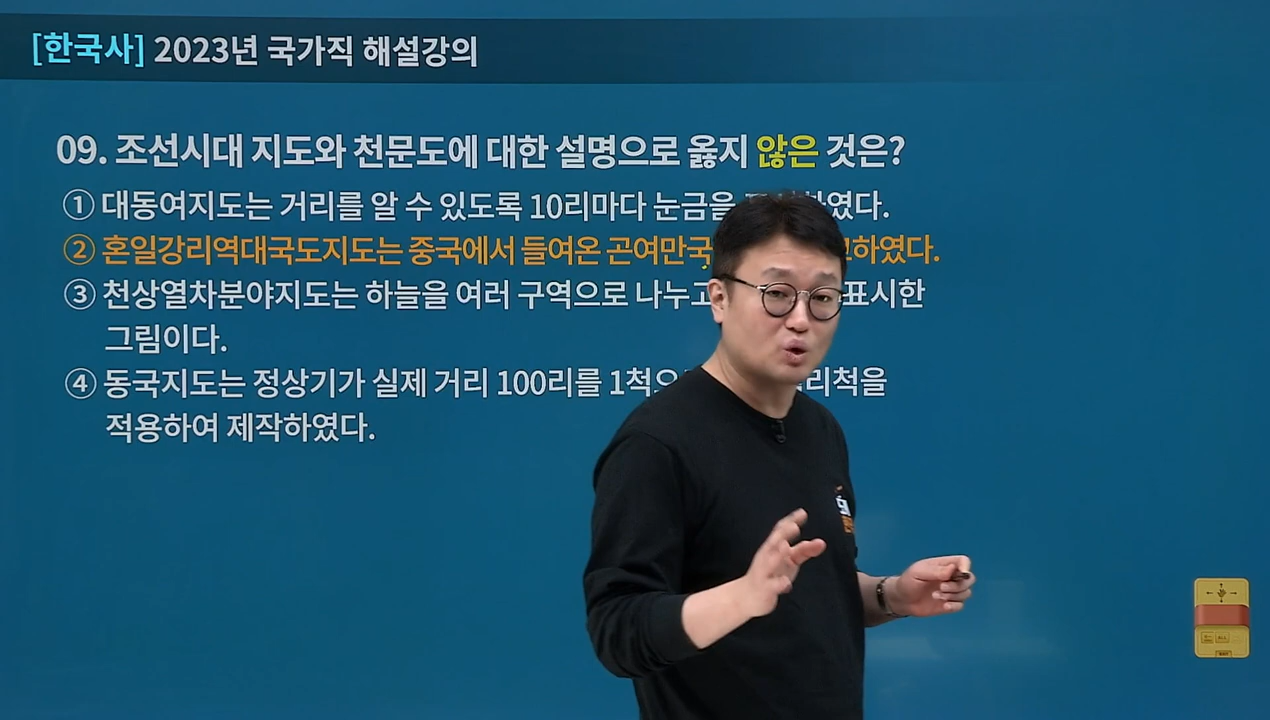 [한국사] 2023년 국가직 해설강의
09. 조선시대 지도와 천문도에 대한 설명으로 옳지 않은 것은?
① 대동여지도는 거리를 알 수 있도록 10리마다 눈금을
② 혼일강리역대국도지도는 중국에서 들여온
③ 천상열차분야지도는 하늘을 여러 구역으로 나누고 표시한
그림이다.
④ 동국지도는 정상기가 실제 거리 100리를
적용하여 제작하였다.